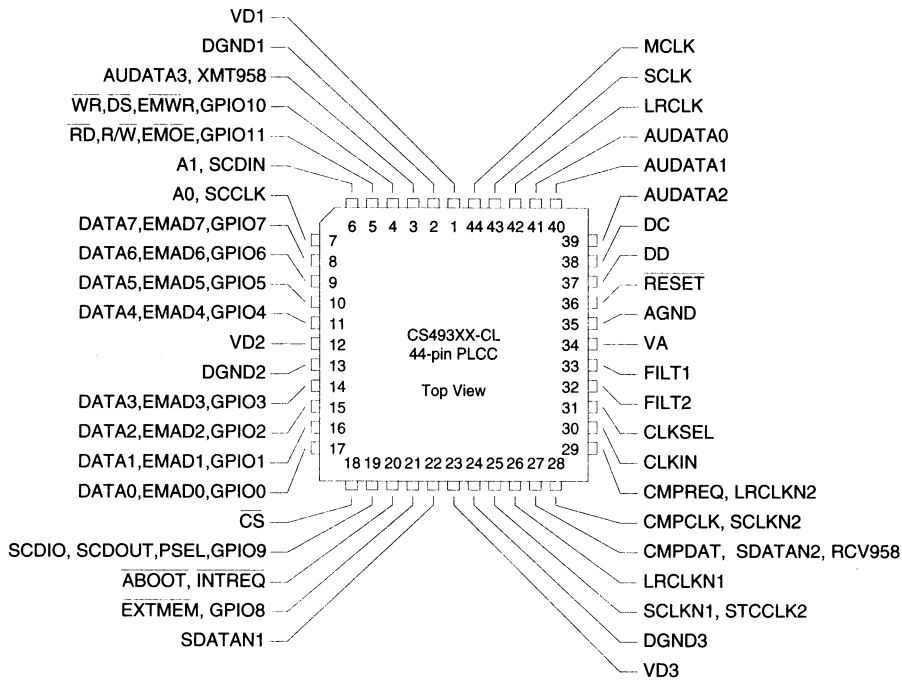 VD1
DGND1
AUDATA3, XMT958
WR,DS,EMWR,GPIO10
RD,R/W,EMOE,GPIO11
A1, SCDIN
A0, SCCLK
DATA7,EMAD7,GPIO7
DATA6,EMAD6,GPIO6
DATA5,EMAD5,GPIO5
DATA4,EMAD4,GPIO4
VD2
DGND2
DATA3,EMAD3,GPIO3
DATA2,EMAD2,GPIO2
DATA1,EMAD1,GPIO1
DATA0,EMAD0,GPIO0
CS
SCDIO, SCDOUT,PSEL,GPIO9
ABOOT, INTREQ
EXTMEM, GPIO8
SDATAN1
6 5 4 3 2 1 44 43 42 41 40
7
8
9
10
11
12
13
14
15
16
17
CS493XX-CL
44-pin PLCC
Top View
39
38
37
36
35
34
33
32
31
30
29
18 19 20 21 22 23 24 25 26 27 28
MCLK
SCLK
LRCLK
AUDATA0
AUDATA1
AUDATA2
DC
DD
RESET
AGND
VA
FILT1
FILT2
CLKSEL
CLKIN
CMPREQ, LRCLKN2
CMPCLK, SCLKN2
CMPDAT, SDATAN2, RCV958
LRCLKN1
SCLKN1, STCCLK2
DGND3
VD3